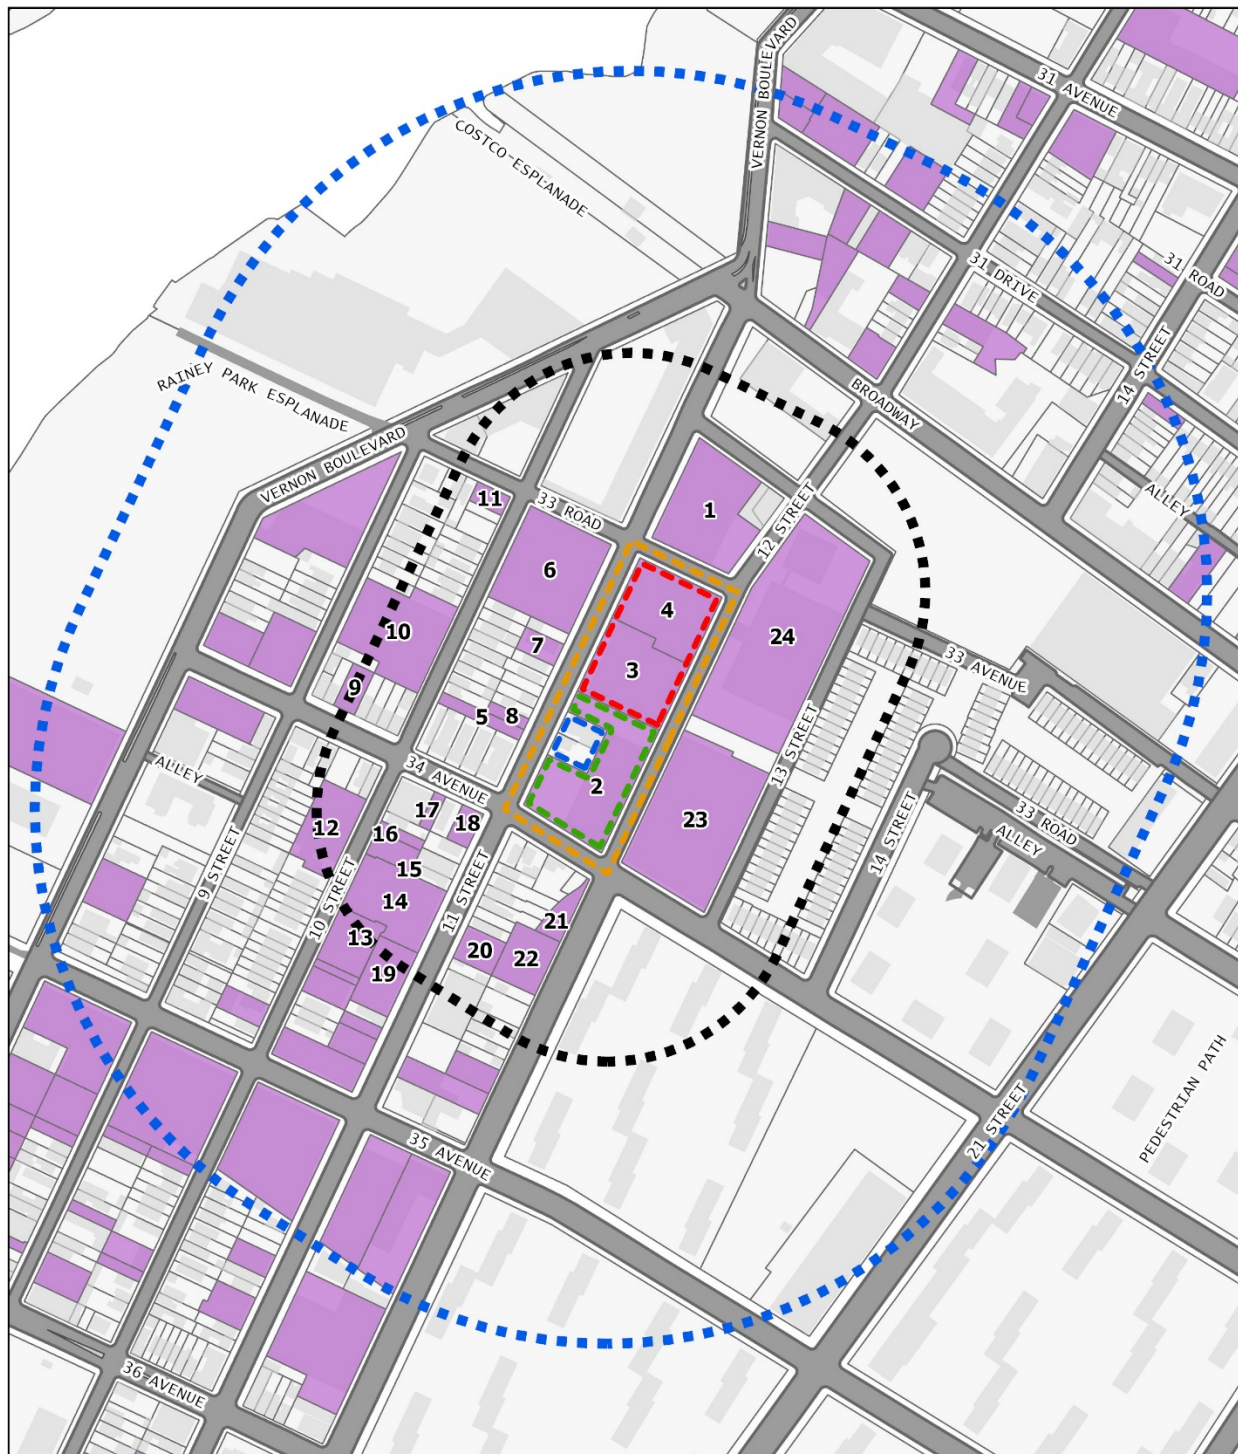 VERNON BOULEVARD
31 AVENUE
COSTCO ESPLANADE
VERNON BOULEVARD
31 ROAD
31 DRIVE
14 STREET
RAINEY PARK ESPLANADE
BROADWAY
VERNON BOULEVARD
ALLEY
11
33 ROAD
1
12 STREET
6
4
10
7
24
3
33 AVENUE
9
5
8
13 STREET
34 AVENUE
ALLEY
2
17
12
16
18
23
33 ROAD
ALLEY
14 STREET
9 STREET
15
10 STREET
14
11 STREET
21
13
20
22
19
21 STREET
PEDESTRIAN PATH
35 AVENUE
36 AVENUE